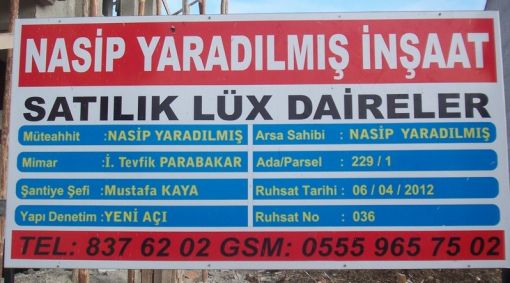 NASİP YARADILMIŞ İNŞAAT
SATILIK LÜX DAİRELER
Müteahhit :NASİP YARADILMIŞ Arsa Sahibi : NASİP YARADILMIŞ
Mimar :İ. Tevfik PARABAKAR Ada/Parsel : 229 / 1
Şantiye Şefi :Mustafa KAYA Ruhsat Tarihi : 06 / 04 / 2012
Yapı Denetim :YENİ AÇI Ruhsat No : 036
TEL: 837 62 02 GSM: 0555 965 75 02